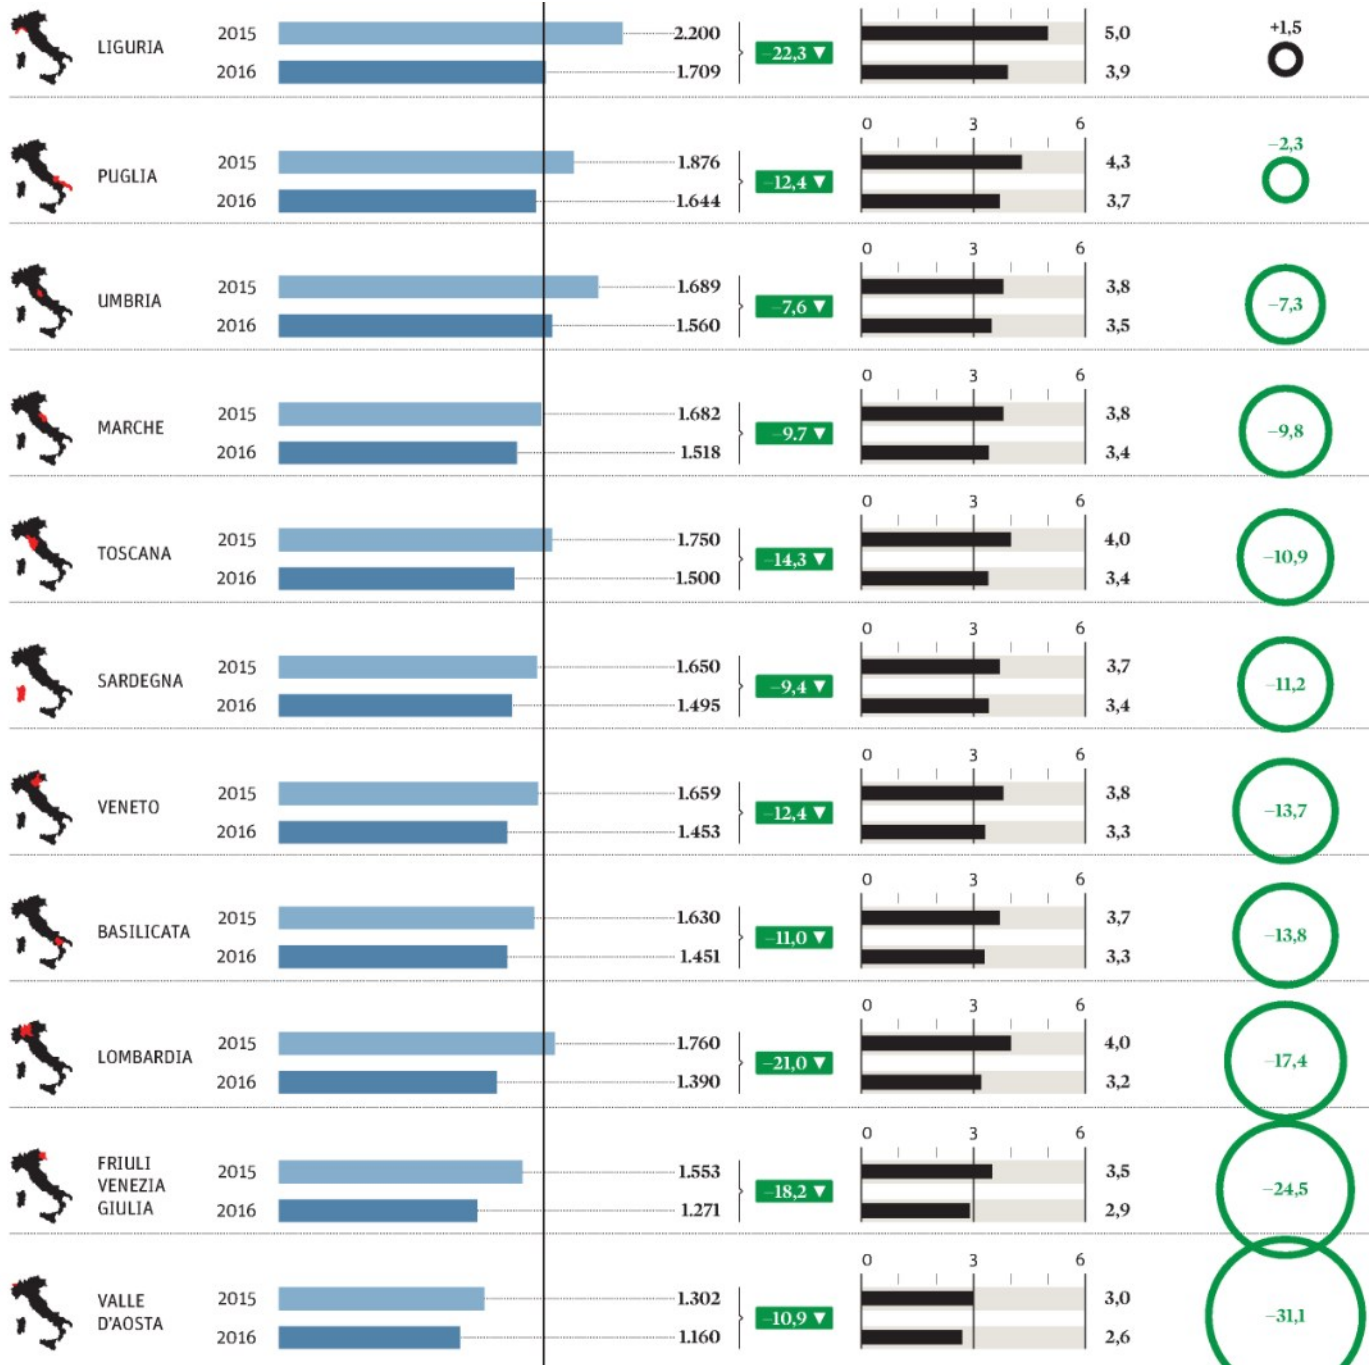 2015 2.200 5,0 +1,5
LIGURIA –22,3 ▼
2016 1.709 3,9
0 3 6
2015 1.876 4,3 –2,3
PUGLIA –12,4 ▼
2016 1.644 3,7
0 3 6
2015 1.689 3,8
UMBRIA –7,6 ▼ –7,3
2016 1.560 3,5
0 3 6
2015 1.682 3,8
MARCHE –9.7 ▼ –9,8
2016 1.518 3,4
0 3 6
2015 1.750 4,0
TOSCANA –14,3 ▼ –10,9
2016 1.500 3,4
0 3 6
2015 1.650 3,7
SARDEGNA –9,4 ▼ –11,2
2016 1.495 3,4
0 3 6
2015 1.659 3,8
VENETO –12,4 ▼ –13,7
2016 1.453 3,3
0 3 6
2015 1.630 3,7
BASILICATA –11,0 ▼ –13,8
2016 1.451 3,3
0 3 6
2015 1.760 4,0
LOMBARDIA –21,0 ▼ –17,4
2016 1.390 3,2
0 3 6
FRIULI 2015 1.553 3,5
VENEZIA –18,2 ▼ –24,5
GIULIA 2016 1.271 2,9
0 3 6
VALLE 2015 1.302 3,0
D'AOSTA –10,9 ▼ –31,1
2016 1.160 2,6